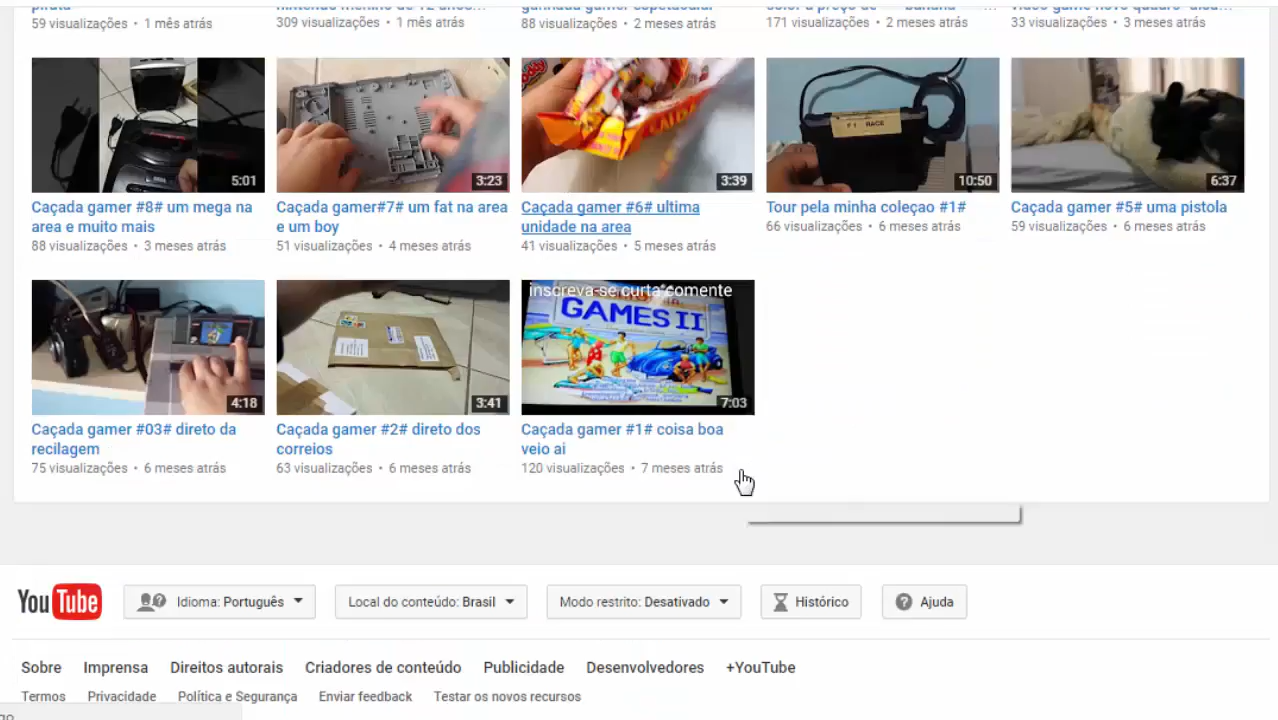 59 visualizações • 1 mês atrás
309 visualizações • 1 mês atrás
88 visualizações • 2 meses atrás
171 visualizações • 2 meses atrás
33 visualizações • 3 meses atrás
5:01
3:23
3:39
F1 RACE
10:50
6:37
Caçada gamer #8# um mega na
area e muito mais
88 visualizações • 3 meses atrás
Caçada gamer#7# um fat na area
e um boy
51 visualizações • 4 meses atrás
Caçada gamer #6# ultima
unidade na area
41 visualizações • 5 meses atrás
Tour pela minha coleçao #1#
66 visualizações • 6 meses atrás
Caçada gamer #5# uma pistola
59 visualizações • 6 meses atrás
4:18
3:41
inscreva-se curta comente
GAMES II
7:03
Caçada gamer #03# direto da
recilagem
75 visualizações • 6 meses atrás
Caçada gamer #2# direto dos
correios
63 visualizações • 6 meses atrás
Caçada gamer #1# coisa boa
veio ai
120 visualizações • 7 meses atrás
YouTube
Idioma: Português
Local do conteúdo: Brasil
Modo restrito: Desativado
Histórico
Ajuda
Sobre Imprensa Direitos autorais Criadores de conteúdo Publicidade Desenvolvedores +YouTube
Termos Privacidade Política e Segurança Enviar feedback Testar os novos recursos